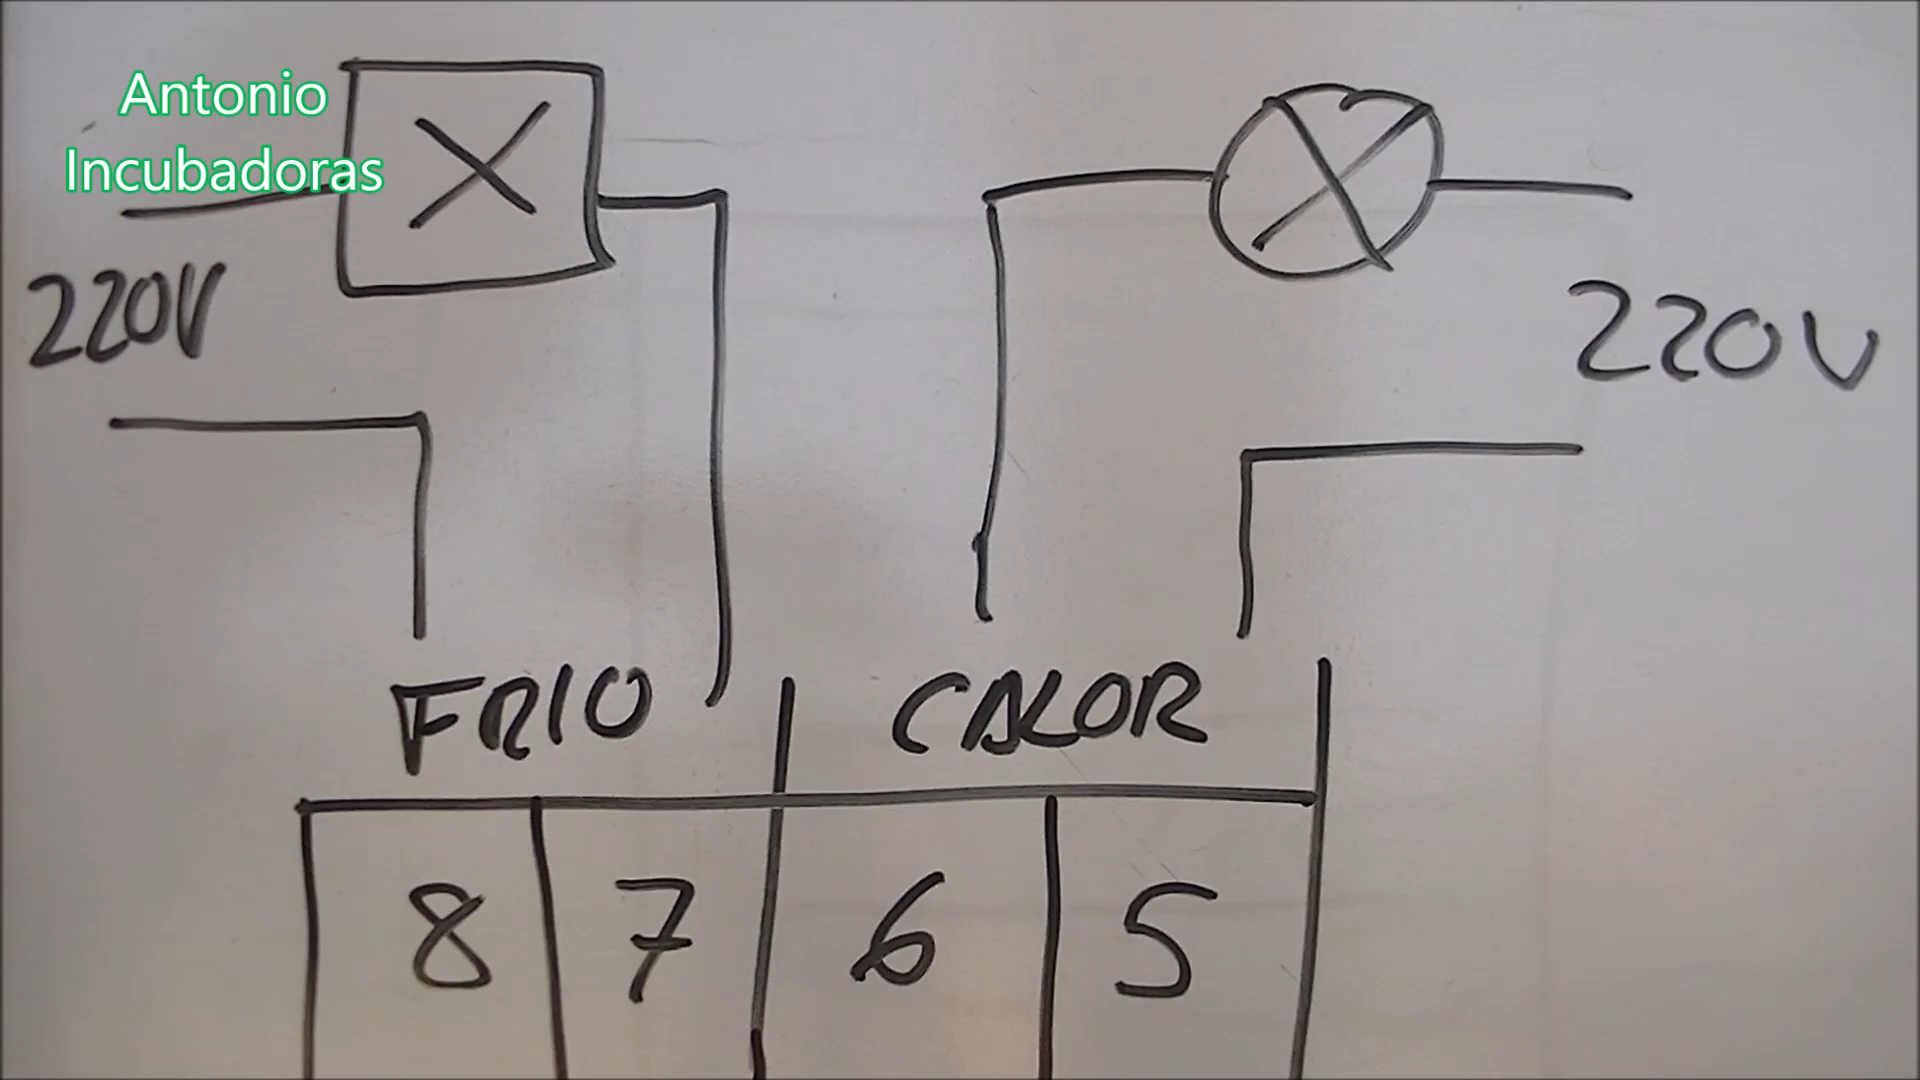 Antonio
Incubadoras
220V
220V
FRIO
CALOR
8 7 6 5